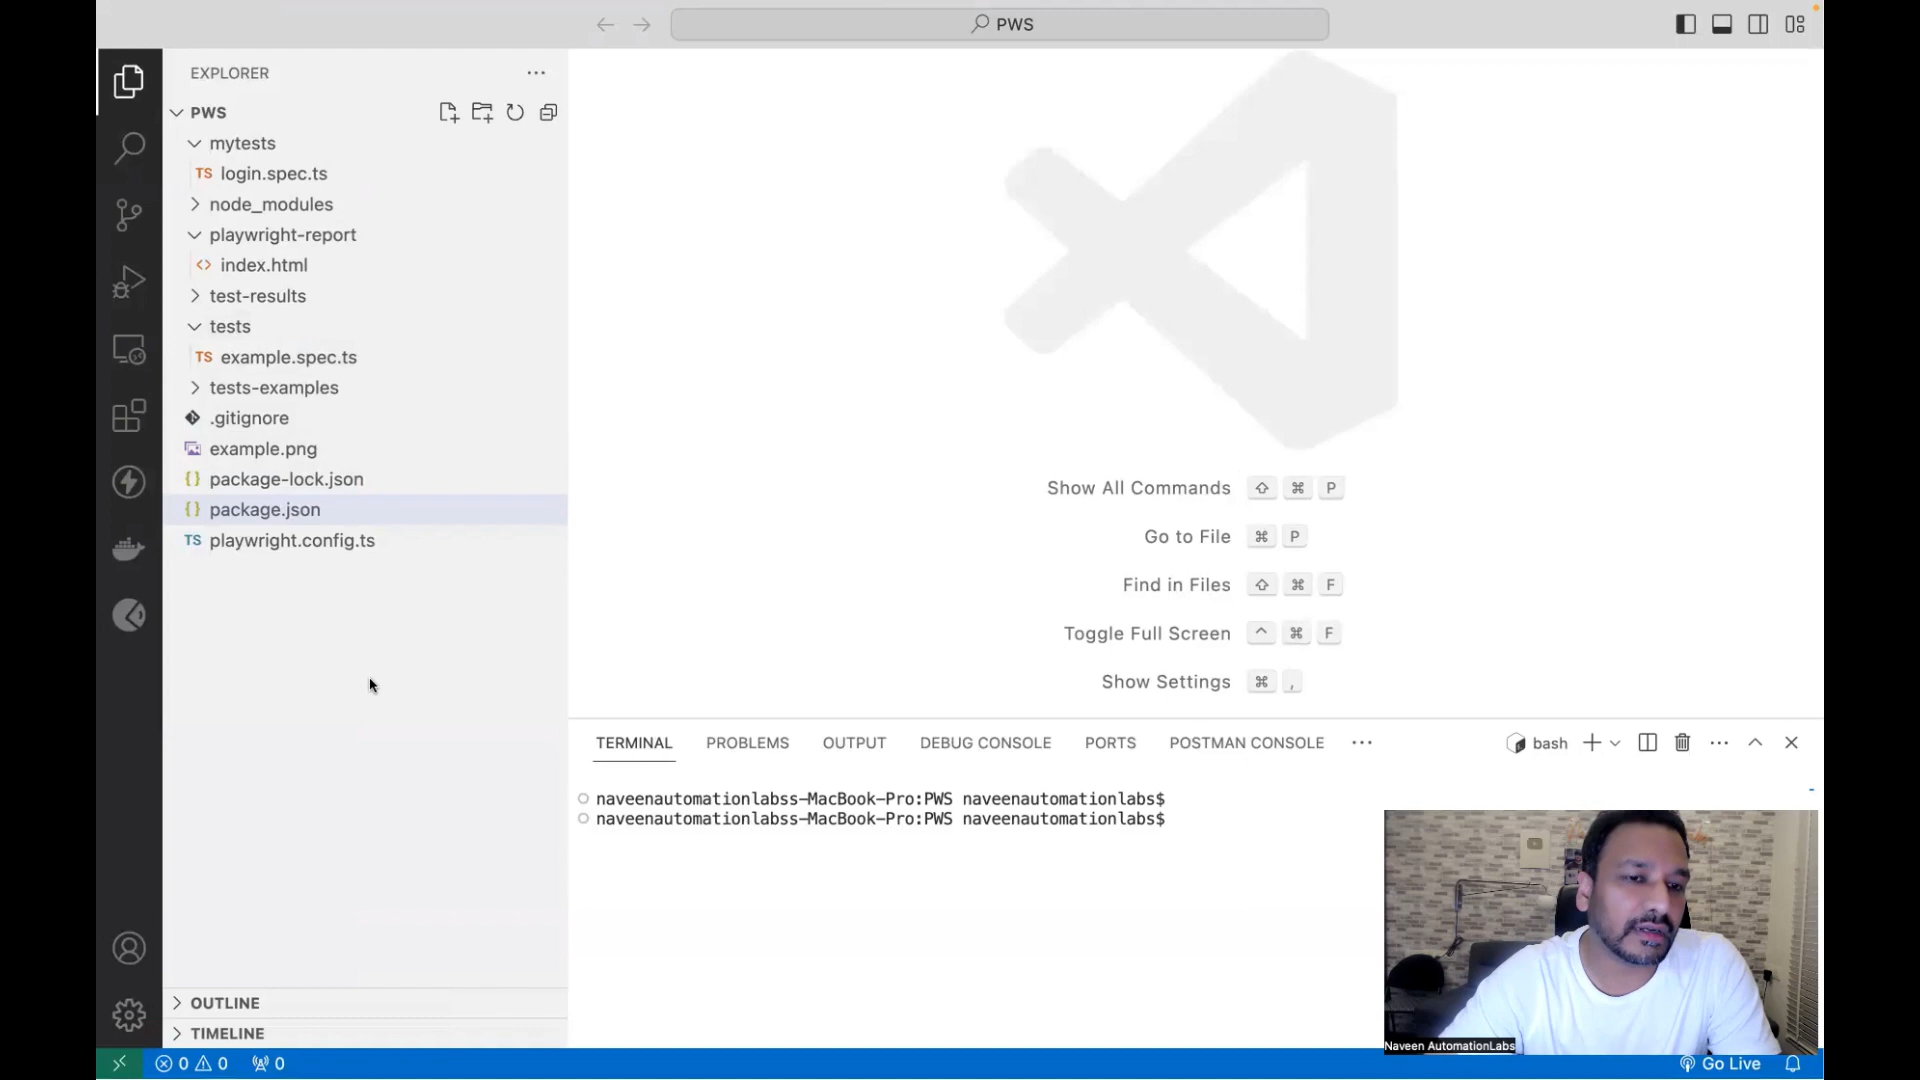 PWS
EXPLORER
PWS
mytests
TS login.spec.ts
node_modules
playwright-report
<> index.html
test-results
tests
TS example.spec.ts
tests-examples
.gitignore
example.png
{} package-lock.json
{} package.json
TS playwright.config.ts
OUTLINE
TIMELINE
Show All Commands ⇧ ⌘ P
Go to File ⌘ P
Find in Files ⇧ ⌘ F
Toggle Full Screen ^ ⌘ F
Show Settings ⌘ ,
TERMINAL PROBLEMS OUTPUT DEBUG CONSOLE PORTS POSTMAN CONSOLE ··· bash
naveenautomationlabss-MacBook-Pro:PWS naveenautomationlabs$
naveenautomationlabss-MacBook-Pro:PWS naveenautomationlabs$
Naveen AutomationLabs
0 0 0 Go Live